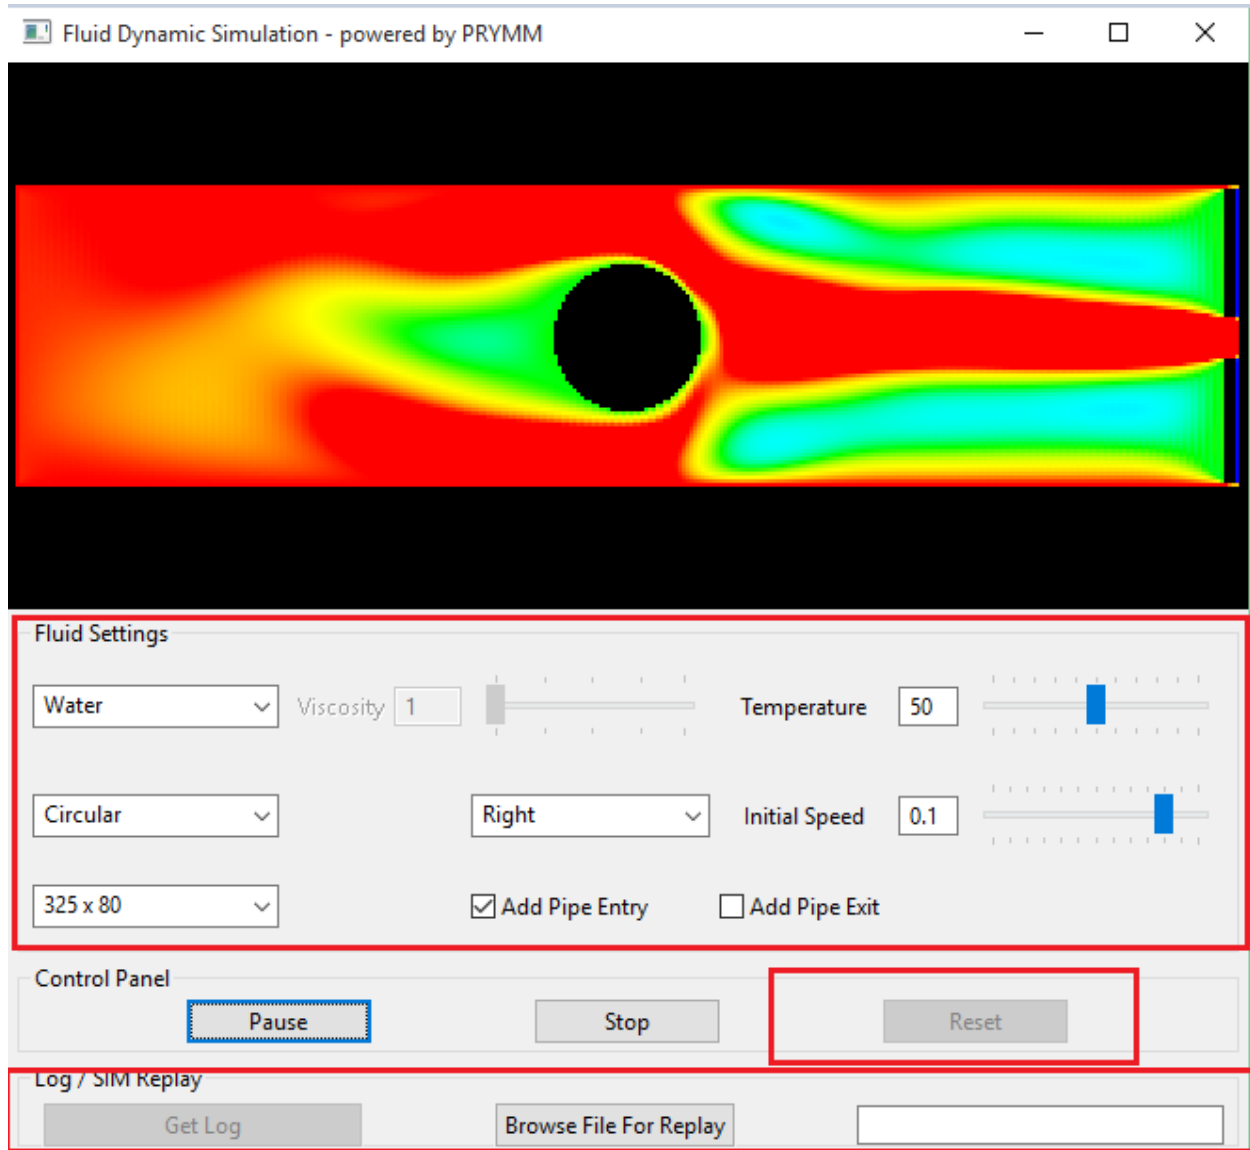 Fluid Dynamic Simulation - powered by PRYMM
Fluid Settings
Water Viscosity 1 Temperature 50
Circular Right Initial Speed 0.1
325 x 80 Add Pipe Entry Add Pipe Exit
Control Panel
Pause Stop Reset
Log / SIM Replay
Get Log Browse File For Replay